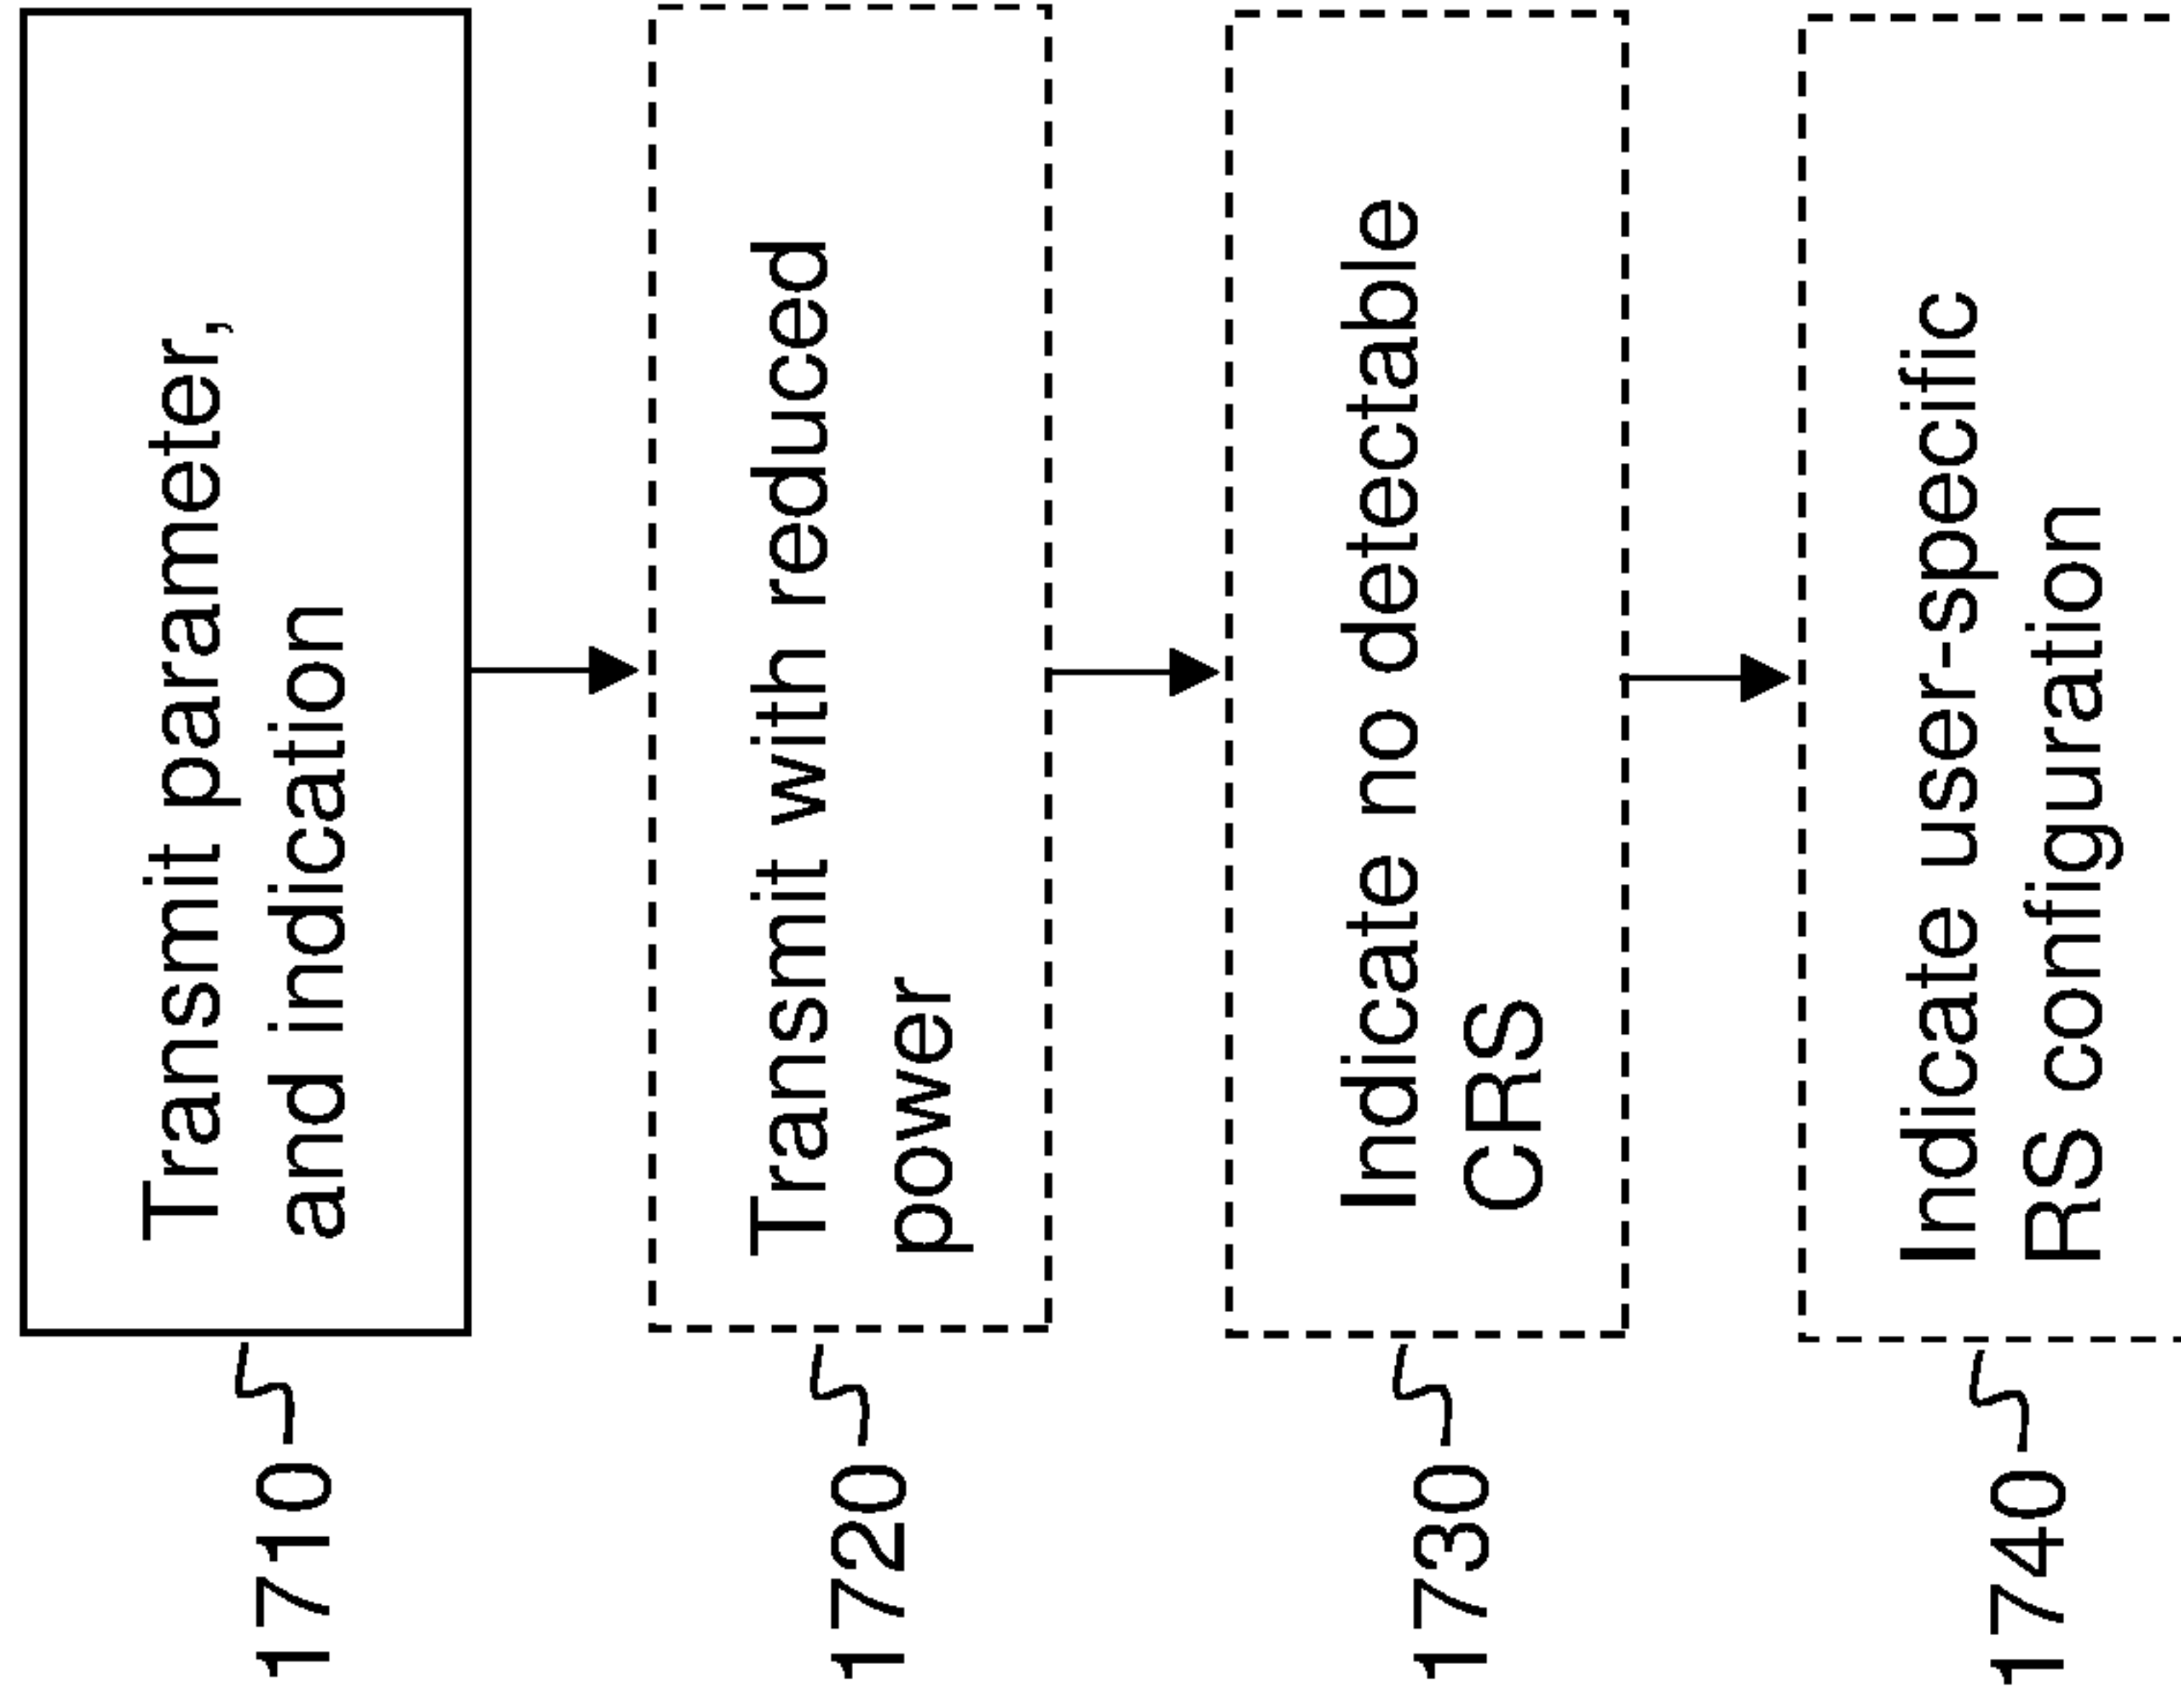 1710
Transmit parameter,
and indication
1720
Transmit with reduced
power
1730
Indicate no detectable
CRS
1740
Indicate user-specific
RS configuration